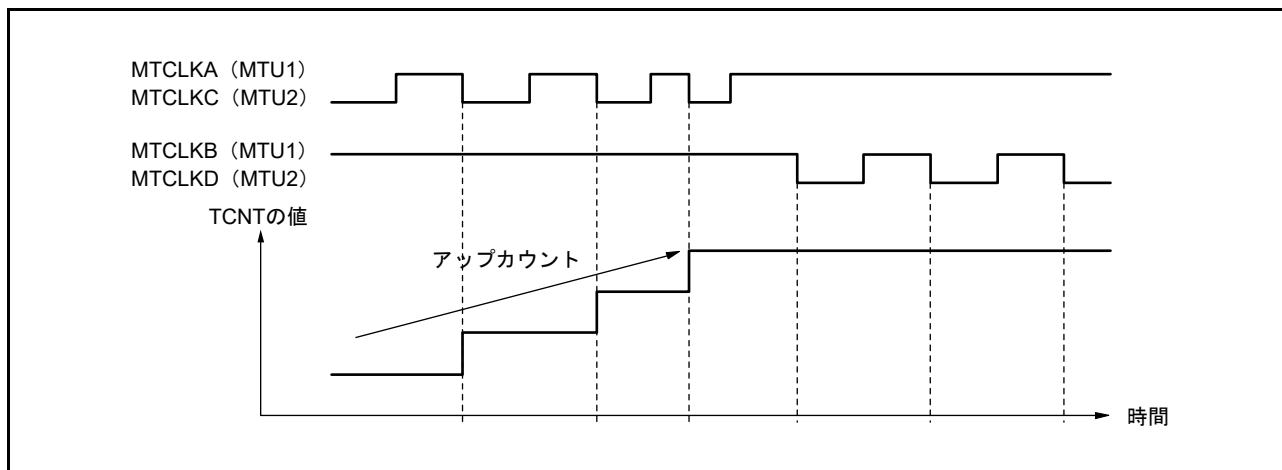 MTCLKA（MTU1）
MTCLKC（MTU2）
MTCLKB（MTU1）
MTCLKD（MTU2）
TCNTの値
アップカウント
時間